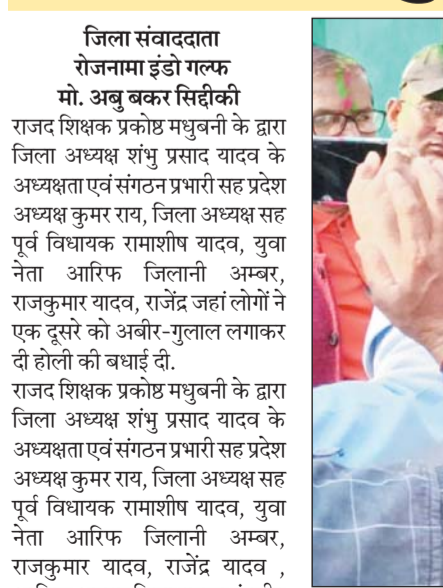 जिला संवाददाता
रोजनामा इंडो गल्फ
मो. अबु बकर सिद्दीकी
राजद शिक्षक प्रकोष्ठ मधुबनी के द्वारा
जिला अध्यक्ष शंभु प्रसाद यादव के
अध्यक्षता एवं संगठन प्रभारी सह प्रदेश
अध्यक्ष कुमर राय, जिला अध्यक्ष सह
पूर्व विधायक रामाशीष यादव, युवा
नेता आरिफ जिलानी अम्बर,
राजकुमार यादव, राजेंद्र जहां लोगों ने
एक दूसरे को अबीर-गुलाल लगाकर
दी होली की बधाई दी.
राजद शिक्षक प्रकोष्ठ मधुबनी के द्वारा
जिला अध्यक्ष शंभु प्रसाद यादव के
अध्यक्षता एवं संगठन प्रभारी सह प्रदेश
अध्यक्ष कुमर राय, जिला अध्यक्ष सह
पूर्व विधायक रामाशीष यादव, युवा
नेता आरिफ जिलानी अम्बर,
राजकुमार यादव, राजेंद्र यादव ,